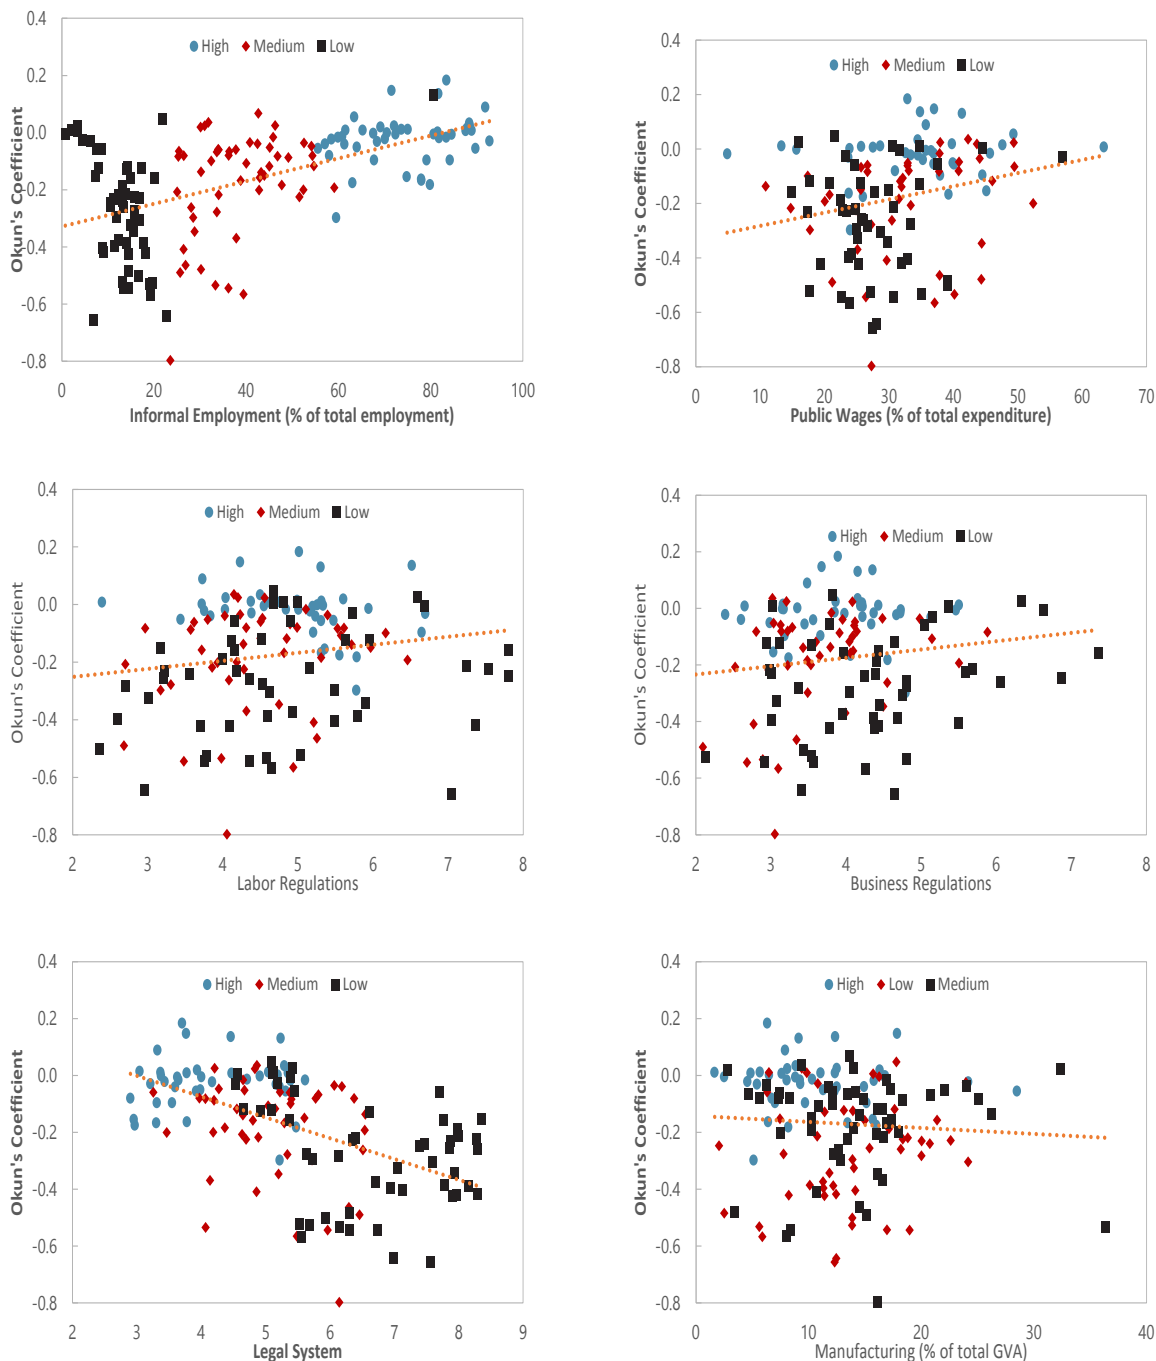 0.4
High Medium Low
0.2
0.0
-0.2
-0.4
-0.6
-0.8
0 20 40 60 80 100
Okun's Coefficient
Informal Employment (% of total employment)
0.4
High Medium Low
0.2
0.0
-0.2
-0.4
-0.6
-0.8
0 10 20 30 40 50 60 70
Okun's Coefficient
Public Wages (% of total expenditure)
0.4
High Medium Low
0.2
0.0
-0.2
-0.4
-0.6
-0.8
2 3 4 5 6 7 8
Okun's Coefficient
Labor Regulations
0.4
High Medium Low
0.2
0.0
-0.2
-0.4
-0.6
-0.8
2 3 4 5 6 7 8
Okun's Coefficient
Business Regulations
0.4
High Medium Low
0.2
0.0
-0.2
-0.4
-0.6
-0.8
2 3 4 5 6 7 8 9
Okun's Coefficient
Legal System
0.4
High Low Medium
0.2
0.0
-0.2
-0.4
-0.6
-0.8
0 10 20 30 40
Okun's Coefficient
Manufacturing (% of total GVA)